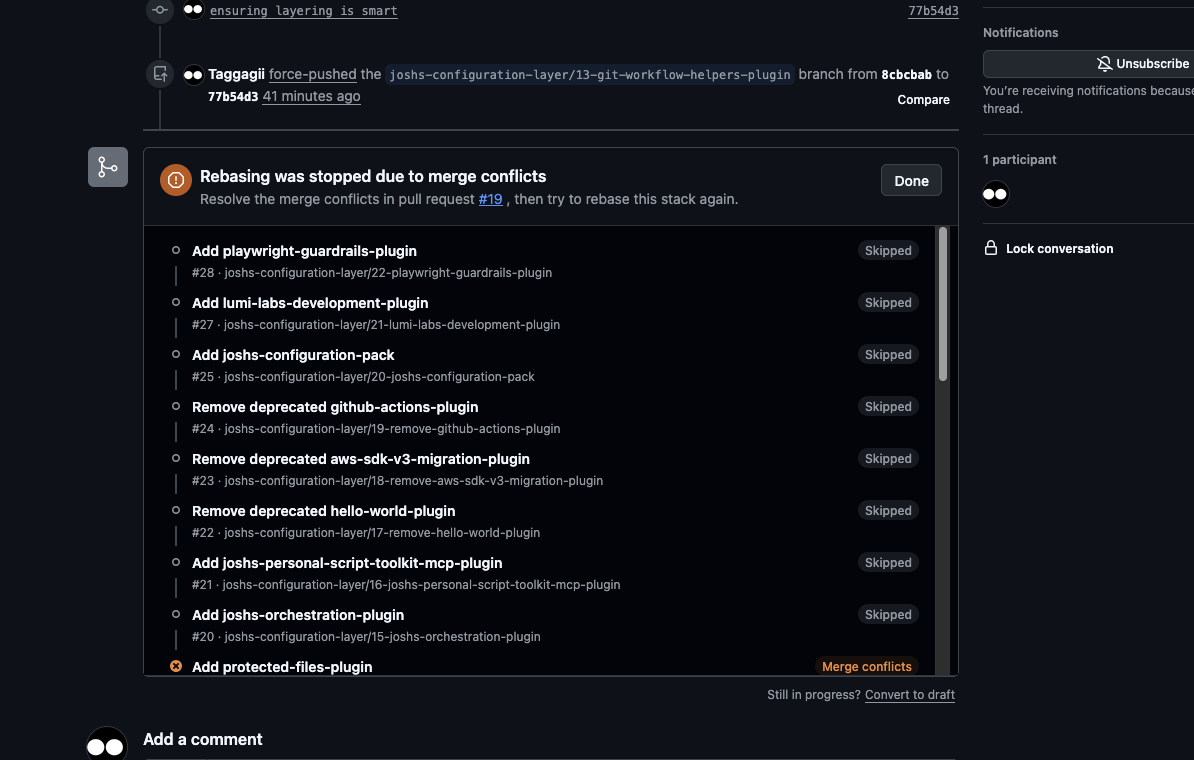 ensuring layering is smart 77b54d3
Taggagii force-pushed the joshs-configuration-layer/13-git-workflow-helpers-plugin branch from 8cbcbab to
77b54d3 41 minutes ago
Compare
Rebasing was stopped due to merge conflicts
Resolve the merge conflicts in pull request #19 , then try to rebase this stack again.
Done
Add playwright-guardrails-plugin Skipped
#28 · joshs-configuration-layer/22-playwright-guardrails-plugin
Add lumi-labs-development-plugin Skipped
#27 · joshs-configuration-layer/21-lumi-labs-development-plugin
Add joshs-configuration-pack Skipped
#25 · joshs-configuration-layer/20-joshs-configuration-pack
Remove deprecated github-actions-plugin Skipped
#24 · joshs-configuration-layer/19-remove-github-actions-plugin
Remove deprecated aws-sdk-v3-migration-plugin Skipped
#23 · joshs-configuration-layer/18-remove-aws-sdk-v3-migration-plugin
Remove deprecated hello-world-plugin Skipped
#22 · joshs-configuration-layer/17-remove-hello-world-plugin
Add joshs-personal-script-toolkit-mcp-plugin Skipped
#21 · joshs-configuration-layer/16-joshs-personal-script-toolkit-mcp-plugin
Add joshs-orchestration-plugin Skipped
#20 · joshs-configuration-layer/15-joshs-orchestration-plugin
Add protected-files-plugin Merge conflicts
Still in progress? Convert to draft
Add a comment
Notifications
Unsubscribe
You're receiving notifications because
thread.
1 participant
Lock conversation